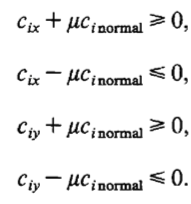 c_{ix} + μc_{i normal} ⩾ 0,
c_{ix} − μc_{i normal} ⩽ 0,
c_{iy} + μc_{i normal} ⩾ 0,
c_{iy} − μc_{i normal} ⩽ 0.